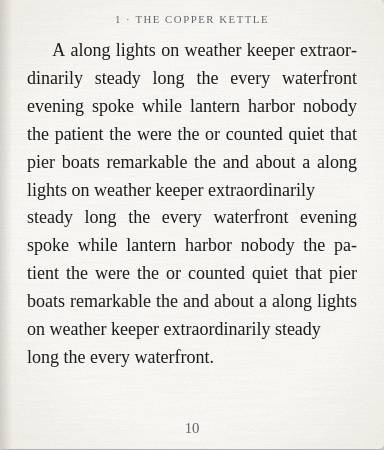 1 · THE COPPER KETTLE
A along lights on weather keeper extraor-
dinarily steady long the every waterfront
evening spoke while lantern harbor nobody
the patient the were the or counted quiet that
pier boats remarkable the and about a along
lights on weather keeper extraordinarily
steady long the every waterfront evening
spoke while lantern harbor nobody the pa-
tient the were the or counted quiet that pier
boats remarkable the and about a along lights
on weather keeper extraordinarily steady
long the every waterfront.
10